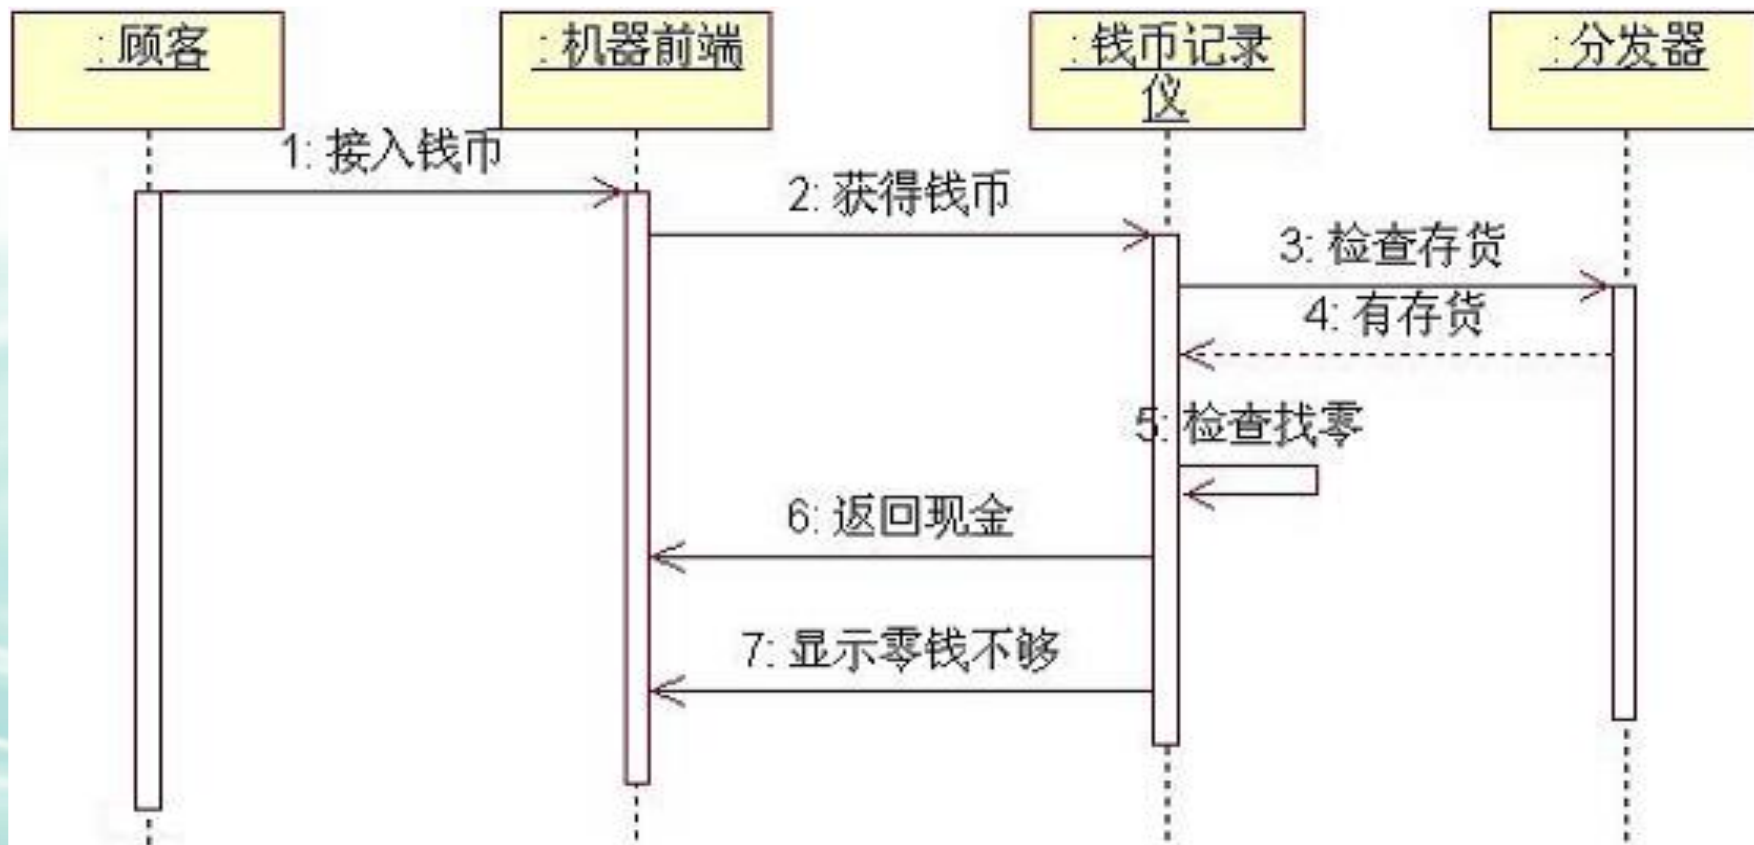 : 顾客
: 机器前端
: 钱币记录
仪
: 分发器
1: 接入钱币
2: 获得钱币
3: 检查存货
4: 有存货
5: 检查找零
6: 返回现金
7: 显示零钱不够